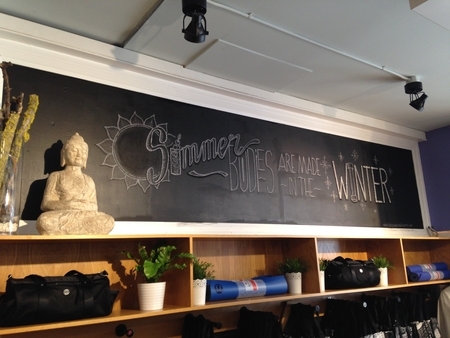 Summer
BODIES
ARE MADE
IN THE
WINTER